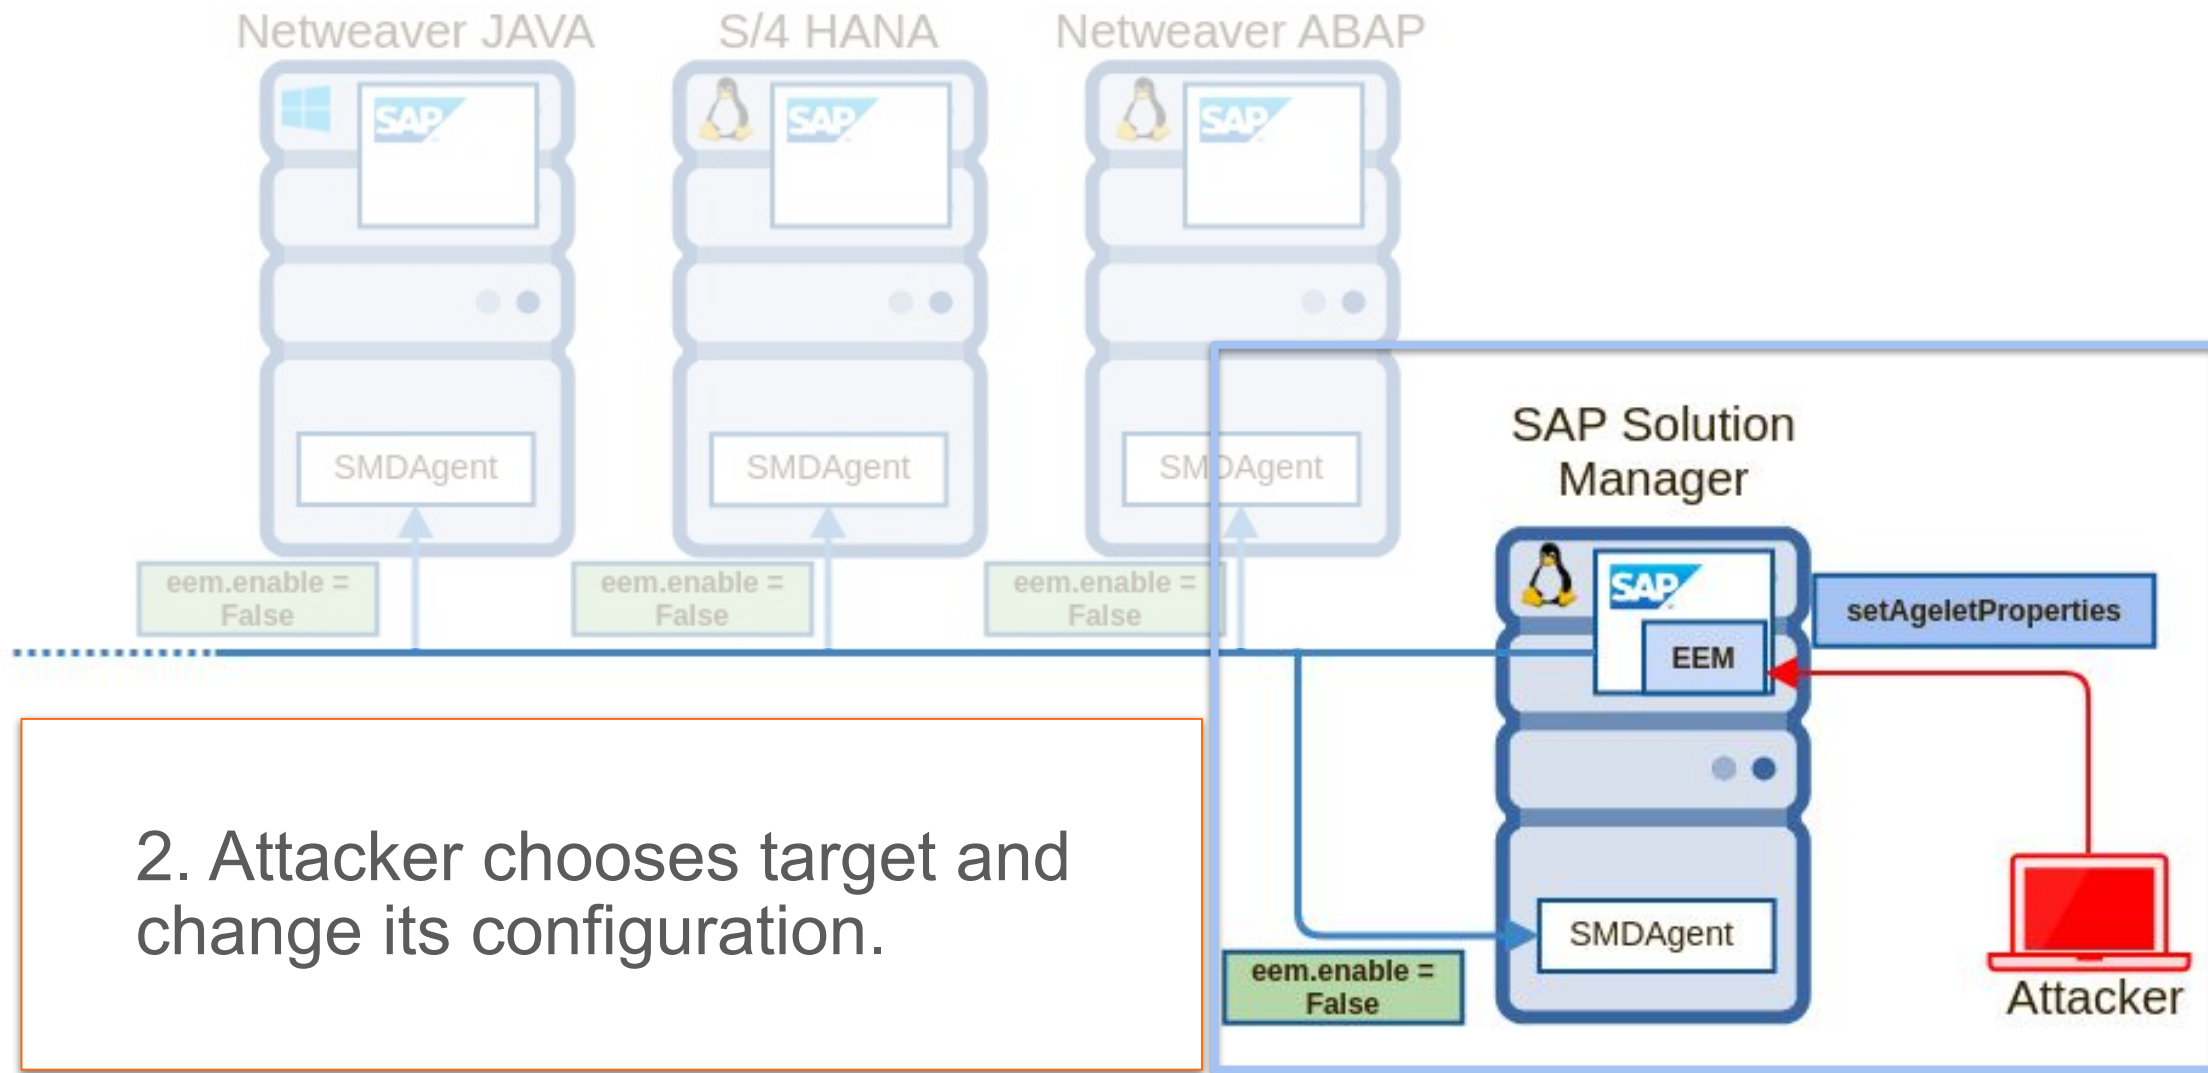 Netweaver JAVA
S/4 HANA
Netweaver ABAP
SAP
SAP
SAP
SMDAgent
SMDAgent
SMDAgent
eem.enable =
False
eem.enable =
False
eem.enable =
False
SAP Solution
Manager
SAP
EEM
setAgeletProperties
SMDAgent
eem.enable =
False
Attacker
2. Attacker chooses target and
change its configuration.